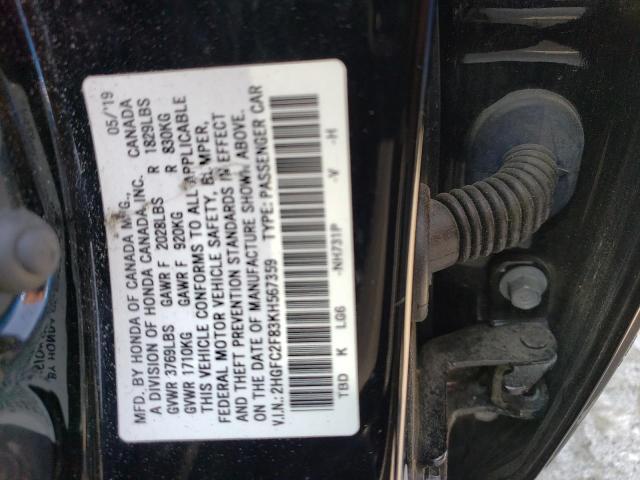 MFD. BY HONDA OF CANADA MFG. 05/'19
A DIVISION OF HONDA CANADA, INC. CANADA
GVWR 3769LBS GAWR F 2028LBS R 1829LBS
GVWR 1710KG GAWR F 920KG R 830KG
THIS VEHICLE CONFORMS TO ALL APPLICABLE
FEDERAL MOTOR VEHICLE SAFETY, BUMPER,
AND THEFT PREVENTION STANDARDS IN EFFECT
ON THE DATE OF MANUFACTURE SHOWN ABOVE.
V.I.N.: 2HGFC2F83KH567359 TYPE: PASSENGER CAR
TBD K LG6 -NH731P -V -H